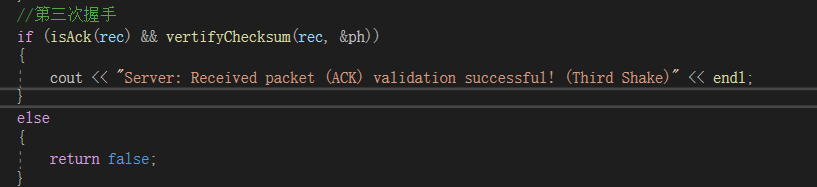 //第三次握手
if (isAck(rec) && vertifyChecksum(rec, &ph))
{
cout << "Server: Received packet (ACK) validation successful! (Third Shake)" << endl;
}
else
{
return false;
}